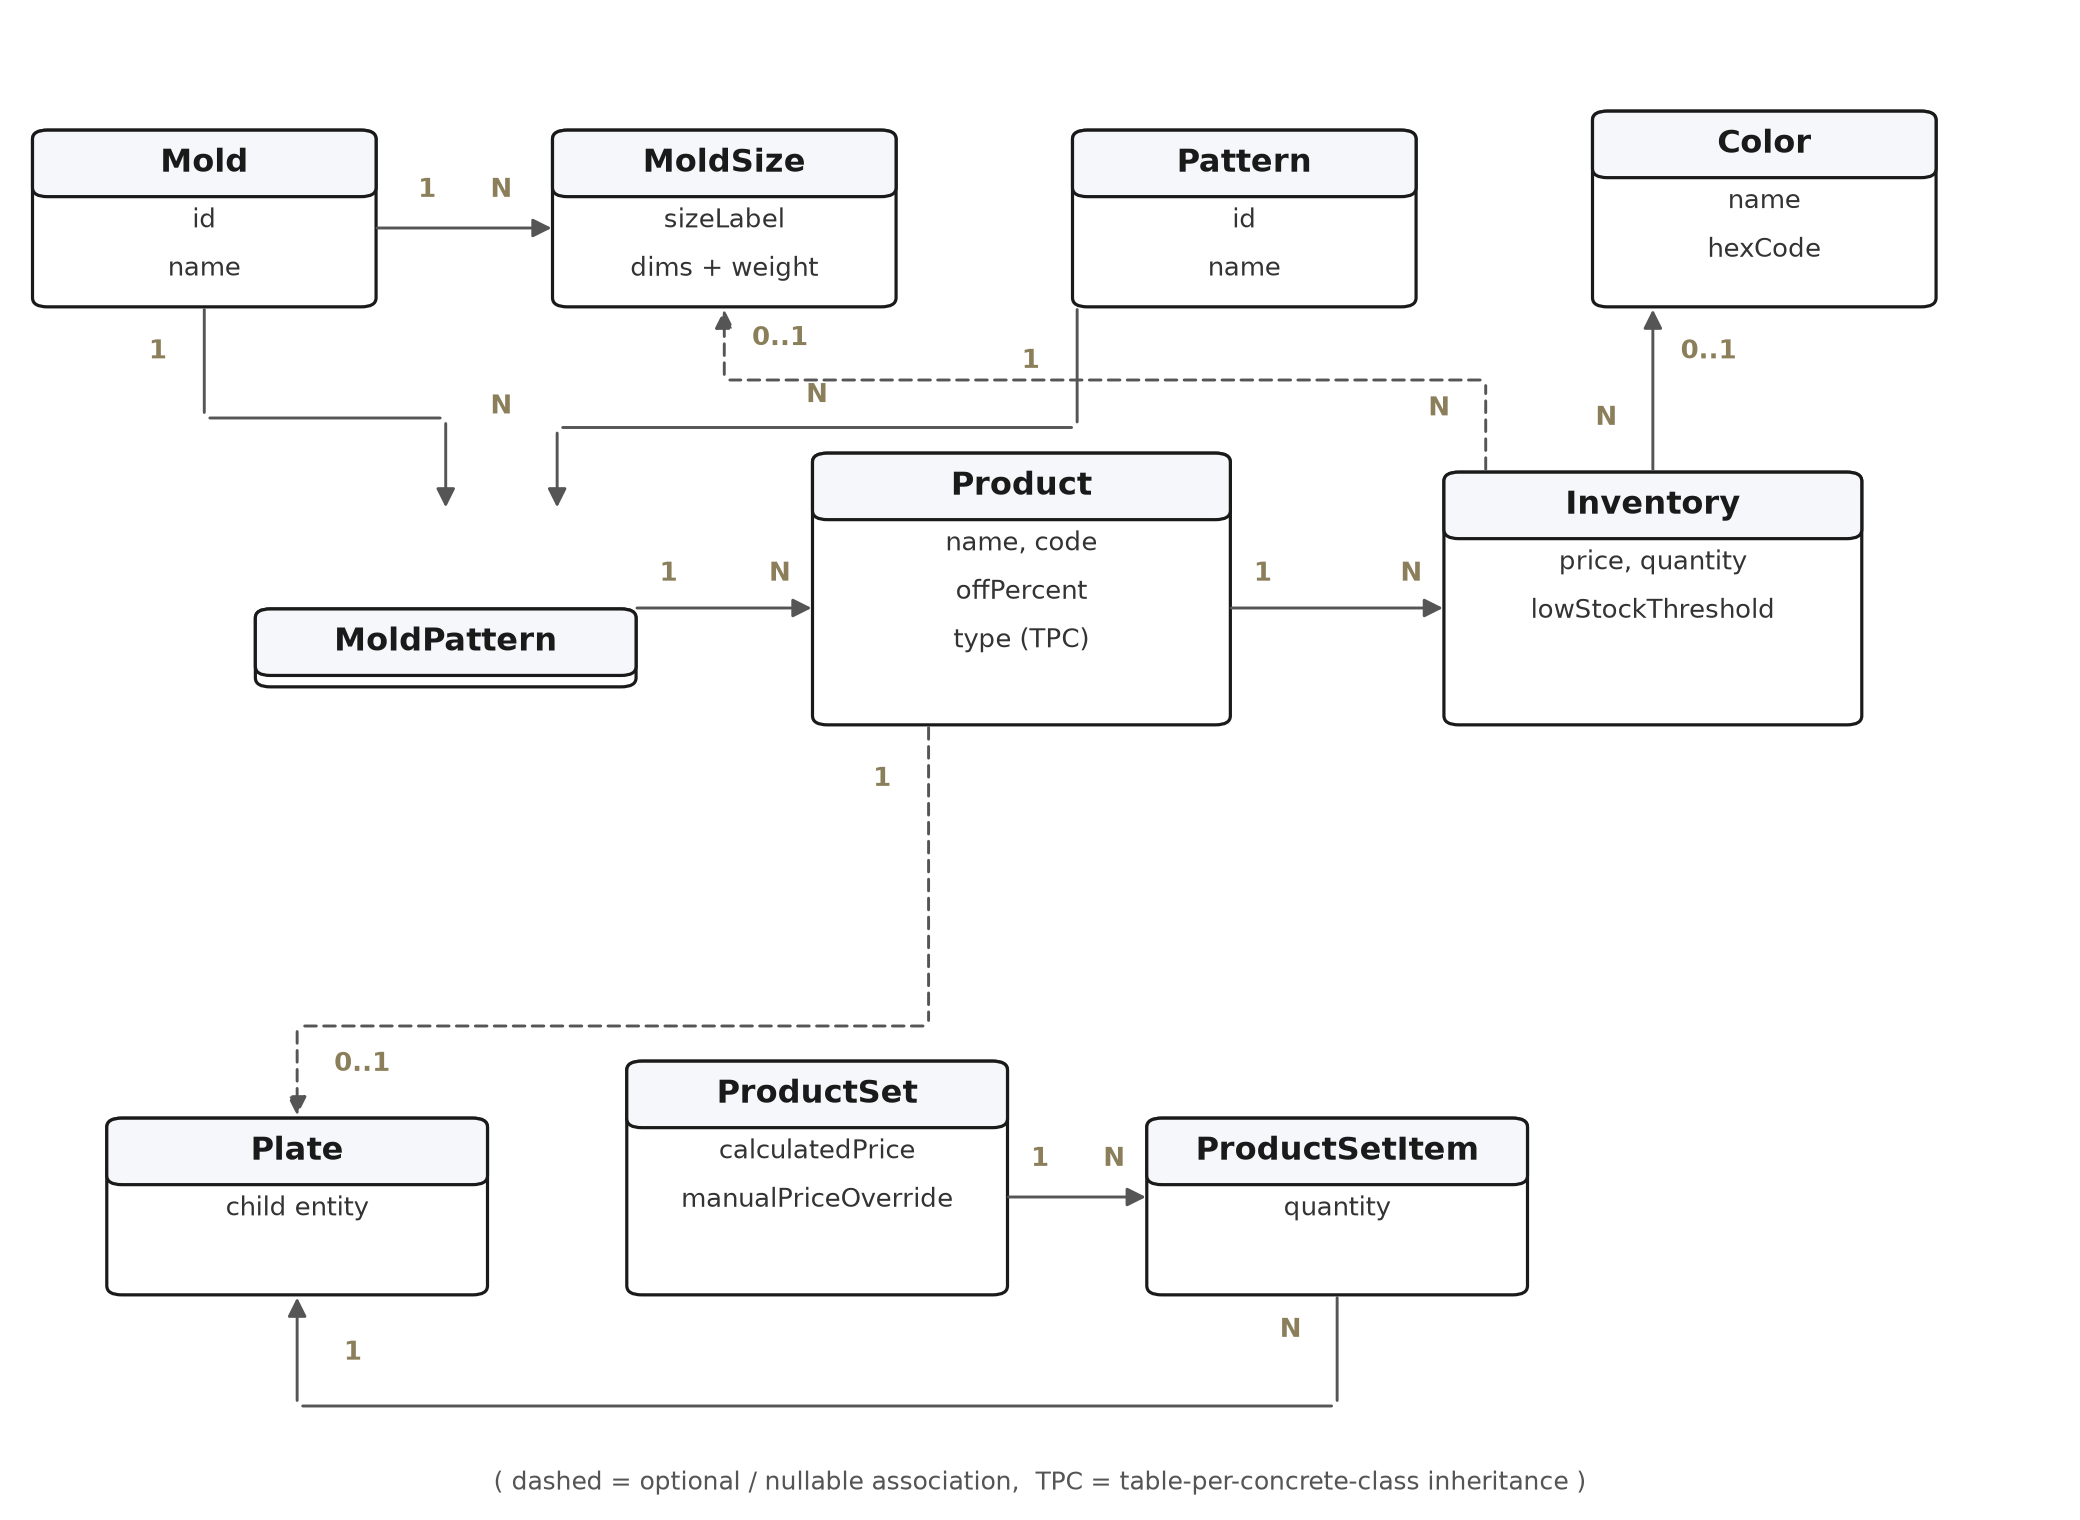 Mold
id
name
1 N
MoldSize
sizeLabel
dims + weight
Pattern
id
name
Color
name
hexCode
1
N
0..1
N
1
N
0..1
N
MoldPattern
1 N
Product
name, code
offPercent
type (TPC)
1 N
Inventory
price, quantity
lowStockThreshold
1
0..1
Plate
child entity
ProductSet
calculatedPrice
manualPriceOverride
1 N
ProductSetItem
quantity
1
N
( dashed = optional / nullable association, TPC = table-per-concrete-class inheritance )